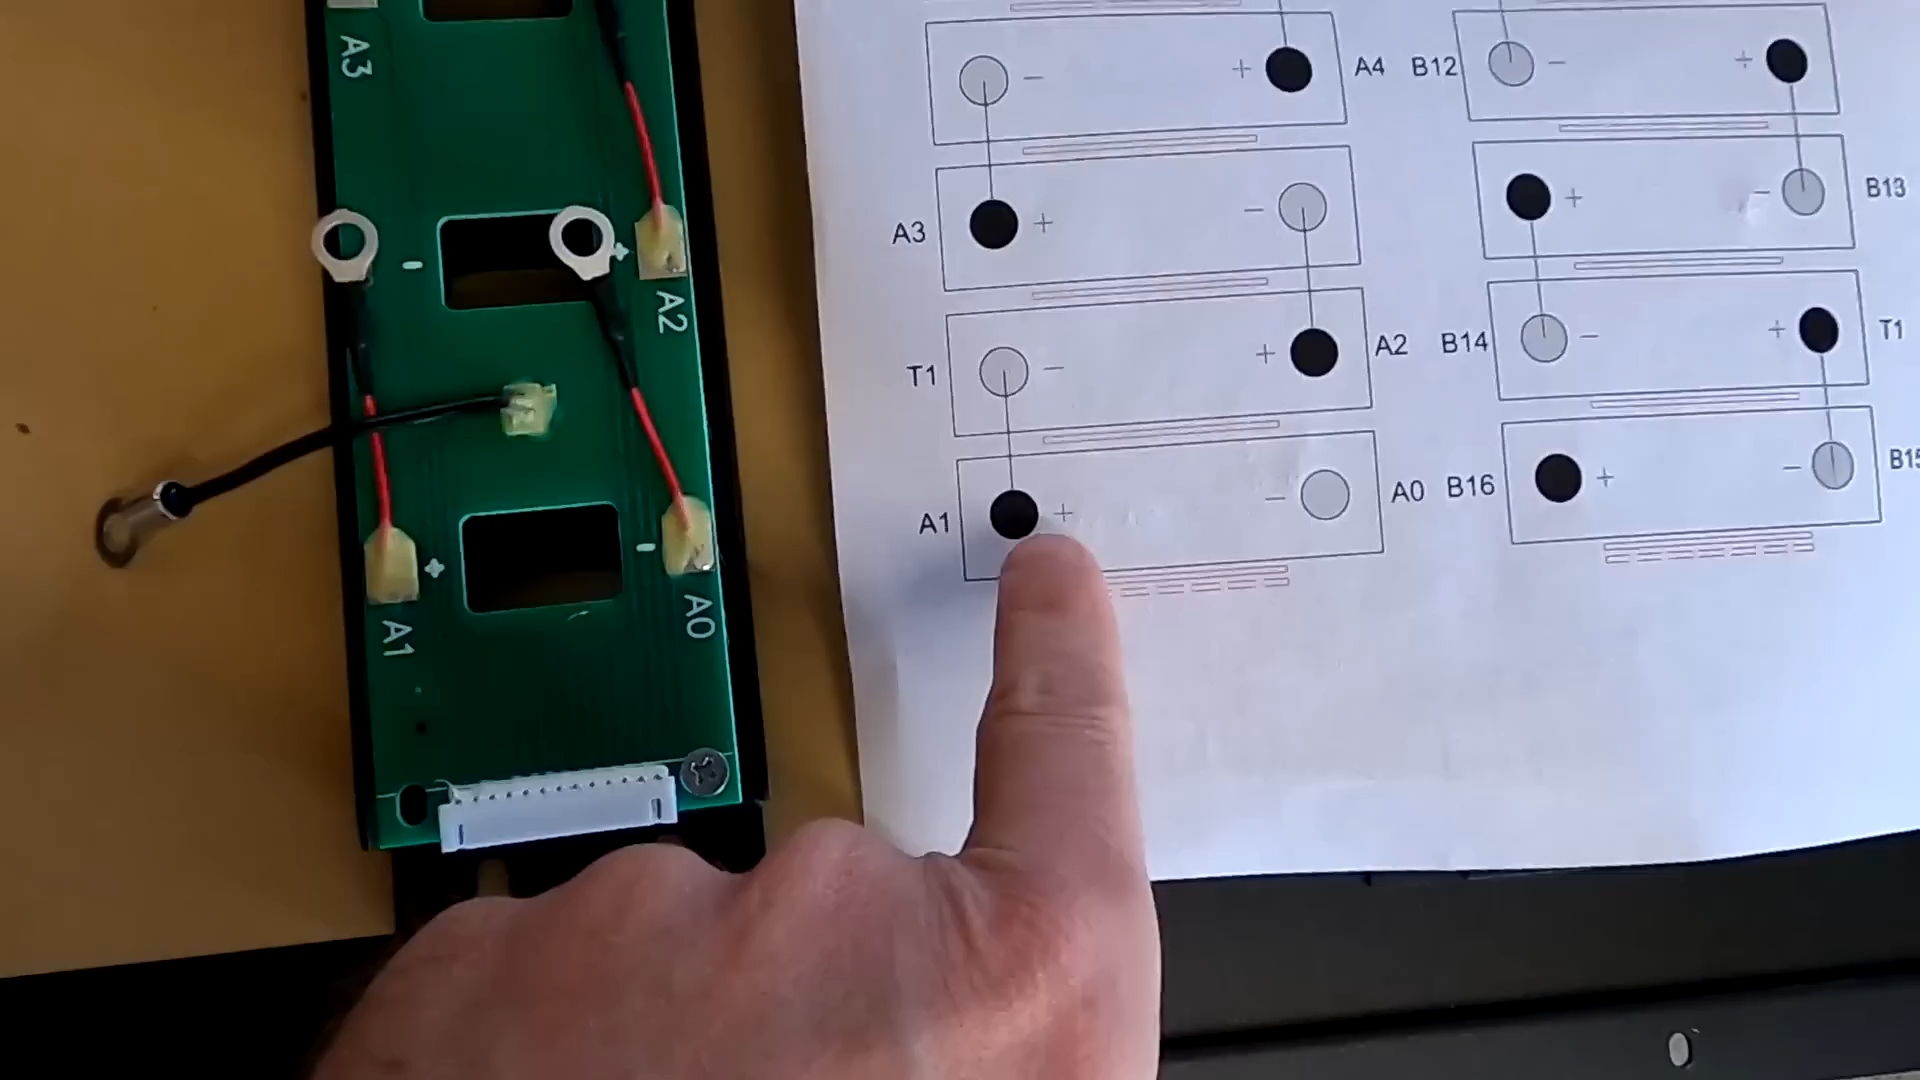 A3
- +
A2
+ -
A1 A0
- + A4 B12 - +
A3 + - + - B13
T1 - + A2 B14 - + T1
A1 + - A0 B16 + -